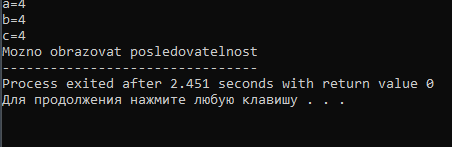 a=4
b=4
c=4
Mozno obrazovat posledovatelnost
--------------------------------
Process exited after 2.451 seconds with return value 0
Для продолжения нажмите любую клавишу . . .